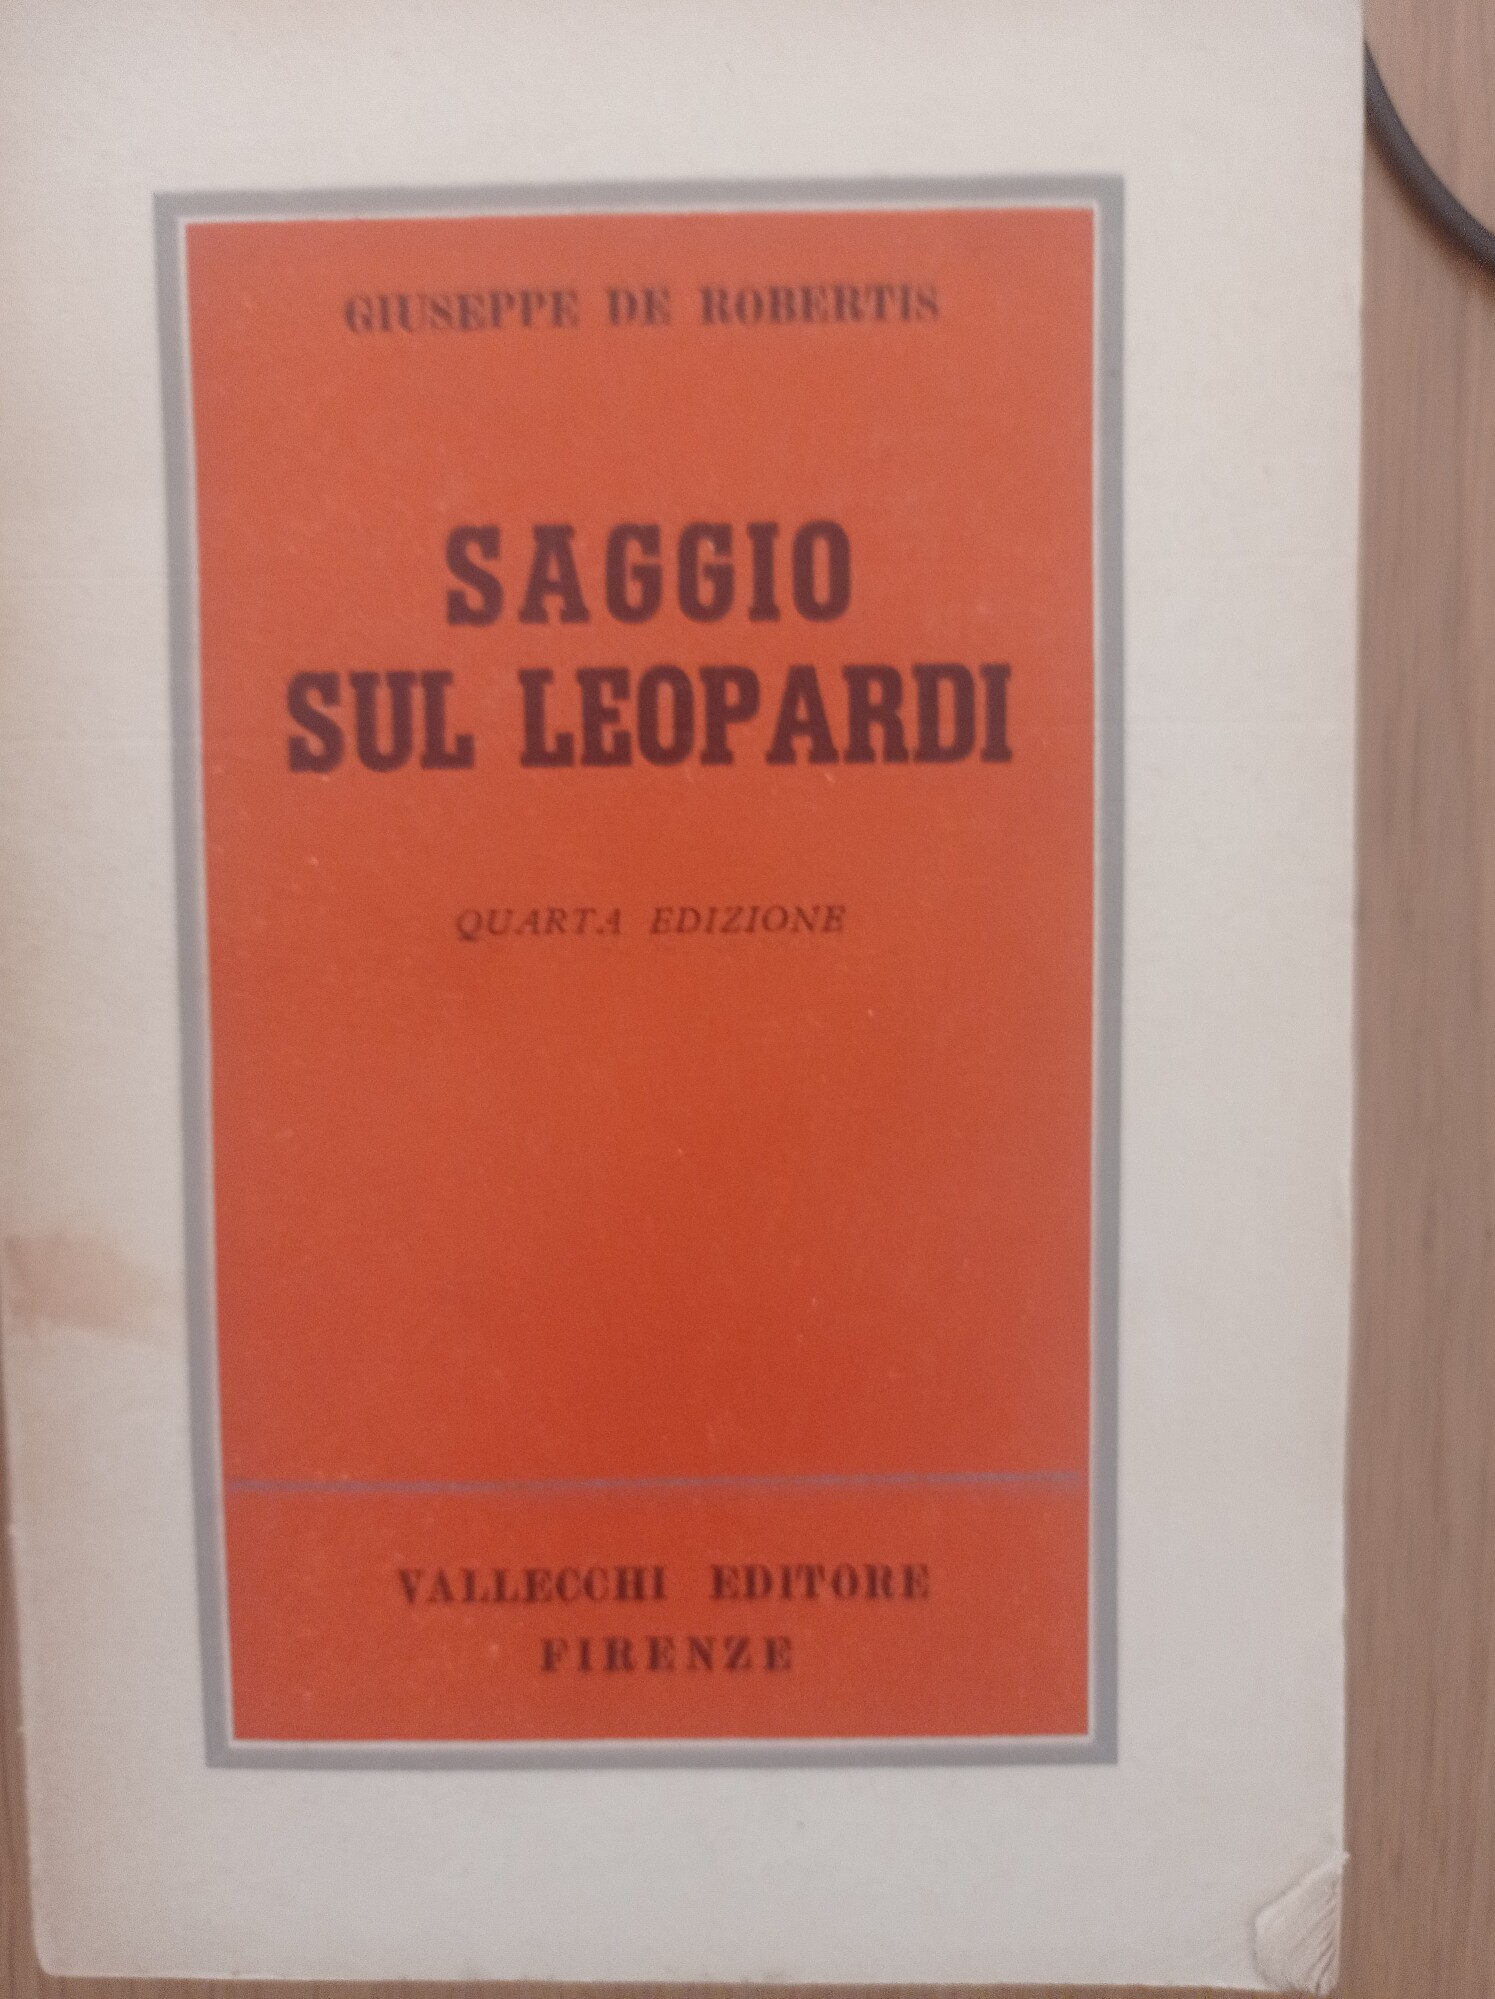 GIUSEPPE DE ROBERTIS
SAGGIO
SUL LEOPARDI
QUARTA EDIZIONE
VALLECCHI EDITORE
FIRENZE